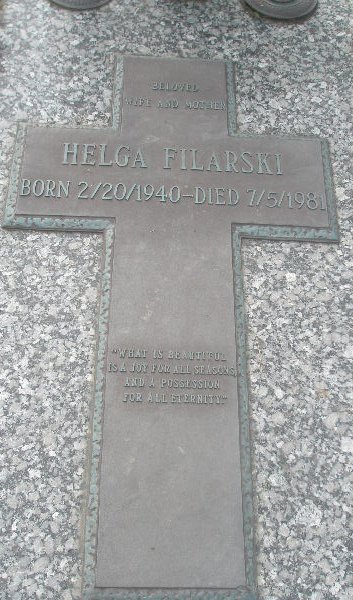 BELOVED
WIFE AND MOTHER
HELGA FILARSKI
BORN 2/20/1940-DIED 7/5/1981
"WHAT IS BEAUTIFUL
IS A JOY FOR ALL SEASONS
AND A POSSESSION
FOR ALL ETERNITY"